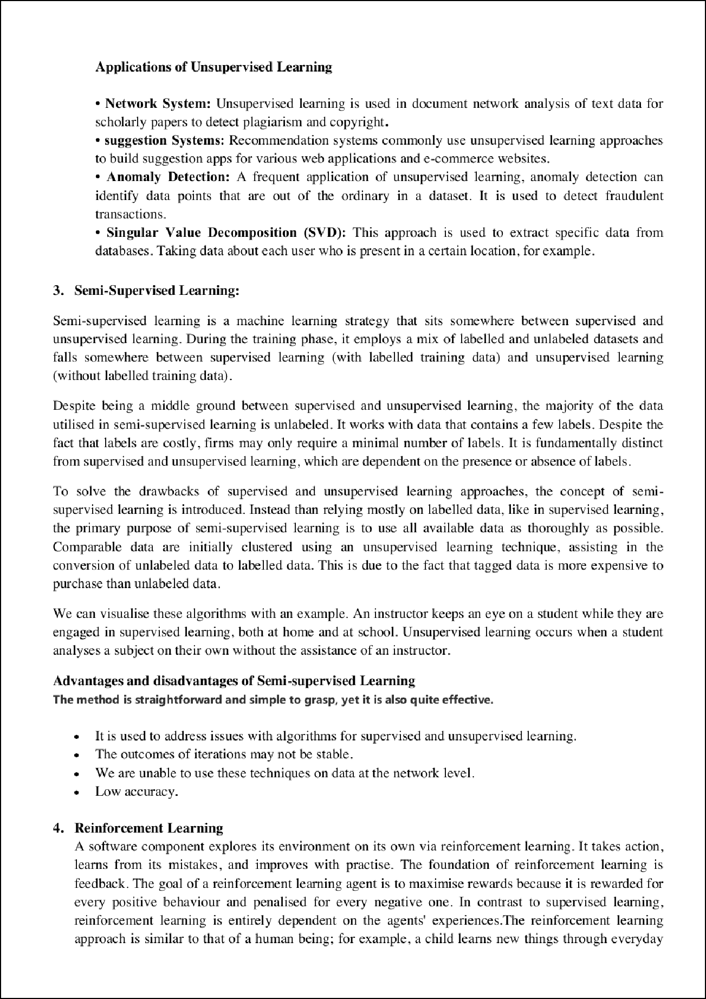 Applications of Unsupervised Learning
• Network System: Unsupervised learning is used in document network analysis of text data for
scholarly papers to detect plagiarism and copyright.
• suggestion Systems: Recommendation systems commonly use unsupervised learning approaches
to build suggestion apps for various web applications and e-commerce websites.
• Anomaly Detection: A frequent application of unsupervised learning, anomaly detection can
identify data points that are out of the ordinary in a dataset. It is used to detect fraudulent
transactions.
• Singular Value Decomposition (SVD): This approach is used to extract specific data from
databases. Taking data about each user who is present in a certain location, for example.
3. Semi-Supervised Learning:
Semi-supervised learning is a machine learning strategy that sits somewhere between supervised and
unsupervised learning. During the training phase, it employs a mix of labelled and unlabeled datasets and
falls somewhere between supervised learning (with labelled training data) and unsupervised learning
(without labelled training data).
Despite being a middle ground between supervised and unsupervised learning, the majority of the data
utilised in semi-supervised learning is unlabeled. It works with data that contains a few labels. Despite the
fact that labels are costly, firms may only require a minimal number of labels. It is fundamentally distinct
from supervised and unsupervised learning, which are dependent on the presence or absence of labels.
To solve the drawbacks of supervised and unsupervised learning approaches, the concept of semi-
supervised learning is introduced. Instead than relying mostly on labelled data, like in supervised learning,
the primary purpose of semi-supervised learning is to use all available data as thoroughly as possible.
Comparable data are initially clustered using an unsupervised learning technique, assisting in the
conversion of unlabeled data to labelled data. This is due to the fact that tagged data is more expensive to
purchase than unlabeled data.
We can visualise these algorithms with an example. An instructor keeps an eye on a student while they are
engaged in supervised learning, both at home and at school. Unsupervised learning occurs when a student
analyses a subject on their own without the assistance of an instructor.
Advantages and disadvantages of Semi-supervised Learning
The method is straightforward and simple to grasp, yet it is also quite effective.
• It is used to address issues with algorithms for supervised and unsupervised learning.
• The outcomes of iterations may not be stable.
• We are unable to use these techniques on data at the network level.
• Low accuracy.
4. Reinforcement Learning
A software component explores its environment on its own via reinforcement learning. It takes action,
learns from its mistakes, and improves with practise. The foundation of reinforcement learning is
feedback. The goal of a reinforcement learning agent is to maximise rewards because it is rewarded for
every positive behaviour and penalised for every negative one. In contrast to supervised learning,
reinforcement learning is entirely dependent on the agents' experiences.The reinforcement learning
approach is similar to that of a human being; for example, a child learns new things through everyday